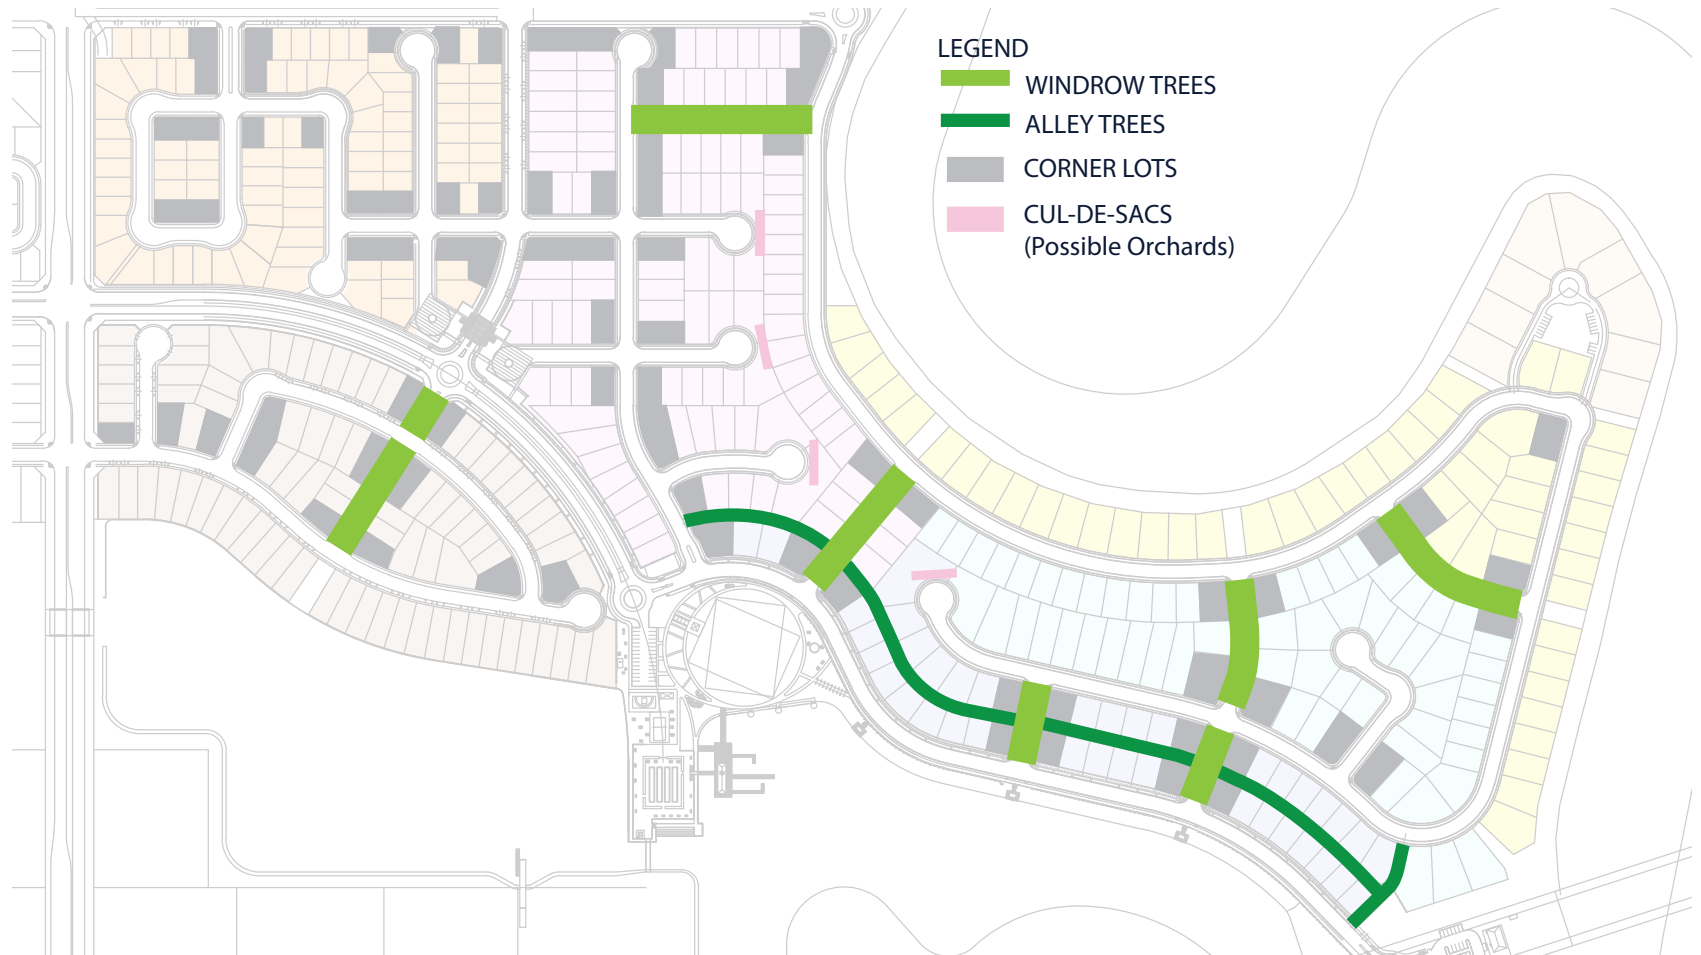 LEGEND
WINDROW TREES
ALLEY TREES
CORNER LOTS
CUL-DE-SACS
(Possible Orchards)